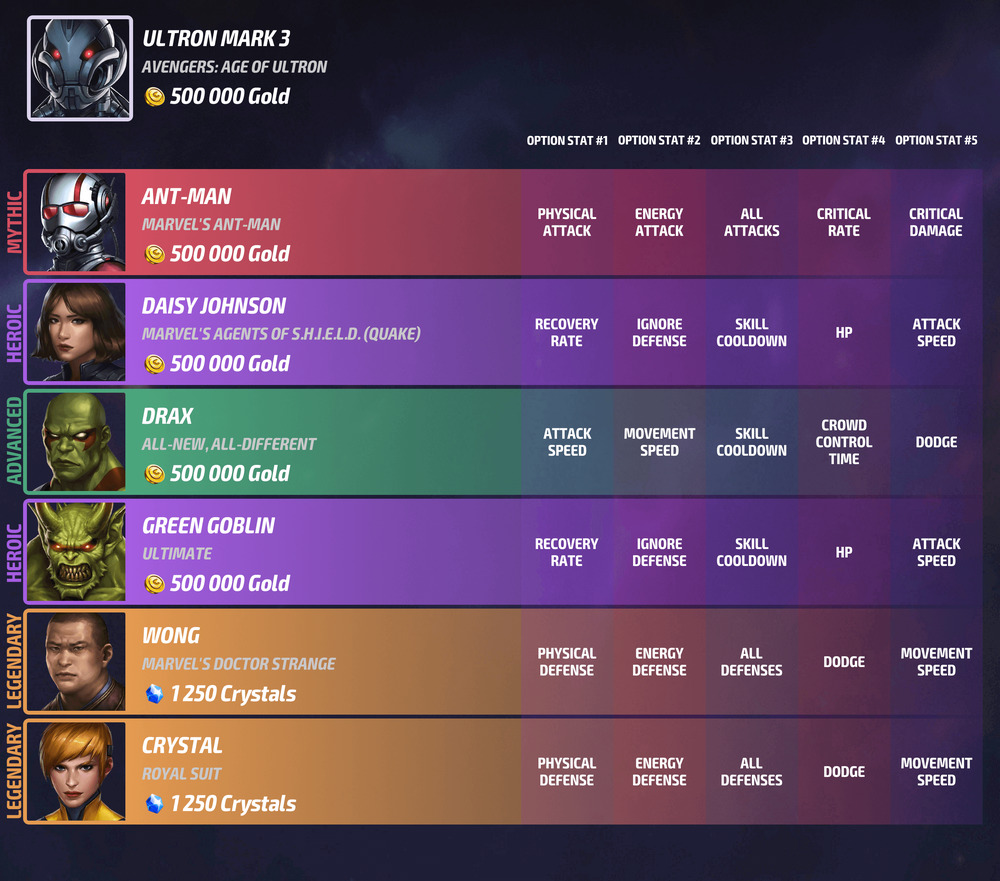 ULTRON MARK 3
AVENGERS: AGE OF ULTRON
500 000 Gold
OPTION STAT #1 OPTION STAT #2 OPTION STAT #3 OPTION STAT #4 OPTION STAT #5
MYTHIC
ANT-MAN
MARVEL'S ANT-MAN
500 000 Gold
PHYSICAL
ATTACK
ENERGY
ATTACK
ALL
ATTACKS
CRITICAL
RATE
CRITICAL
DAMAGE
HEROIC
DAISY JOHNSON
MARVEL'S AGENTS OF S.H.I.E.L.D. (QUAKE)
500 000 Gold
RECOVERY
RATE
IGNORE
DEFENSE
SKILL
COOLDOWN
HP
ATTACK
SPEED
ADVANCED
DRAX
ALL-NEW, ALL-DIFFERENT
500 000 Gold
ATTACK
SPEED
MOVEMENT
SPEED
SKILL
COOLDOWN
CROWD
CONTROL
TIME
DODGE
HEROIC
GREEN GOBLIN
ULTIMATE
500 000 Gold
RECOVERY
RATE
IGNORE
DEFENSE
SKILL
COOLDOWN
HP
ATTACK
SPEED
LEGENDARY
WONG
MARVEL'S DOCTOR STRANGE
1 250 Crystals
PHYSICAL
DEFENSE
ENERGY
DEFENSE
ALL
DEFENSES
DODGE
MOVEMENT
SPEED
LEGENDARY
CRYSTAL
ROYAL SUIT
1 250 Crystals
PHYSICAL
DEFENSE
ENERGY
DEFENSE
ALL
DEFENSES
DODGE
MOVEMENT
SPEED